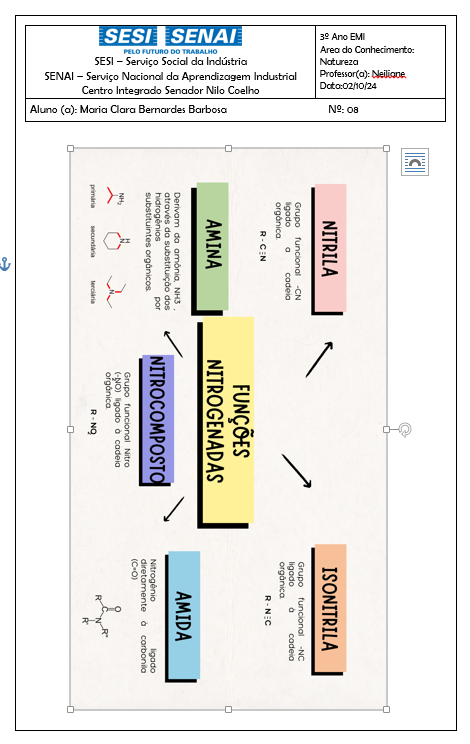 SESI SENAI
PELO FUTURO DO TRABALHO
SESI – Serviço Social da Indústria
SENAI – Serviço Nacional da Aprendizagem Industrial
Centro Integrado Senador Nilo Coelho
3º Ano EMI
Area do Conhecimento:
Natureza
Professor(a): Neiliane
Data:02/10/24
Aluno (a): Maria Clara Bernardes Barbosa
Nº: 08
NITRILA
Grupo funcional -CN
ligado a cadeia
orgânica.
R - C≡N
ISONITRILA
Grupo funcional -NC
ligado à cadeia
orgânica.
R - N≡C
FUNÇÕES
NITROGENADAS
AMINA
Derivam da amônia, NH3,
através da substituição dos
hidrogênios por
substituintes orgânicos.
primária
secundária
terciária
NH₂
H
N
N
NITROCOMPOSTO
Grupo funcional Nitro
(-NO₂) ligado à cadeia
orgânica.
R - NO₂
AMIDA
Nitrogênio ligado
diretamente à carbonila
(C=O)
O
R C N R"
R'